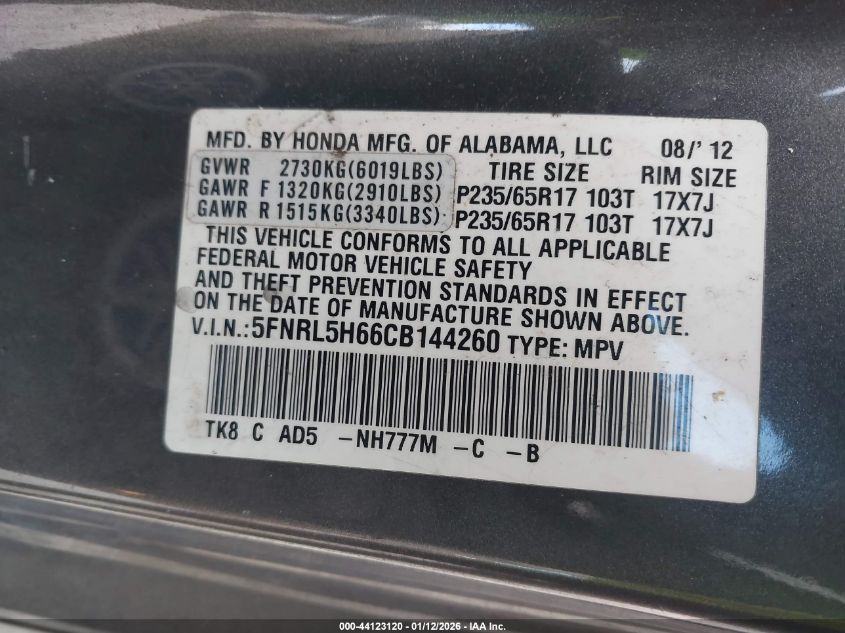 MFD. BY HONDA MFG. OF ALABAMA, LLC 08/'12
GVWR 2730KG(6019LBS) TIRE SIZE RIM SIZE
GAWR F 1320KG(2910LBS) P235/65R17 103T 17X7J
GAWR R 1515KG(3340LBS) P235/65R17 103T 17X7J
THIS VEHICLE CONFORMS TO ALL APPLICABLE
FEDERAL MOTOR VEHICLE SAFETY
AND THEFT PREVENTION STANDARDS IN EFFECT
ON THE DATE OF MANUFACTURE SHOWN ABOVE.
V.I.N.:5FNRL5H66CB144260 TYPE: MPV
TK8 C AD5 -NH777M -C -B
000-44123120 - 01/12/2026 - IAA Inc.